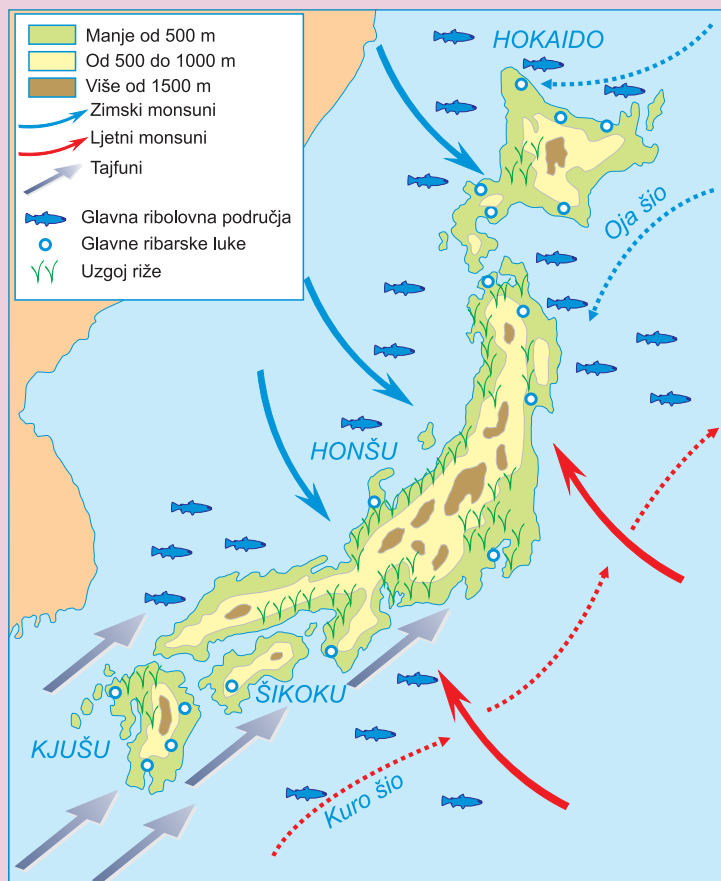 Manje od 500 m
Od 500 do 1000 m
Više od 1500 m
Zimski monsuni
Ljetni monsuni
Tajfuni
Glavna ribolovna područja
Glavne ribarske luke
Uzgoj riže
HOKAIDO
Oja šio
HONŠU
ŠIKOKU
KJUŠU
Kuro šio